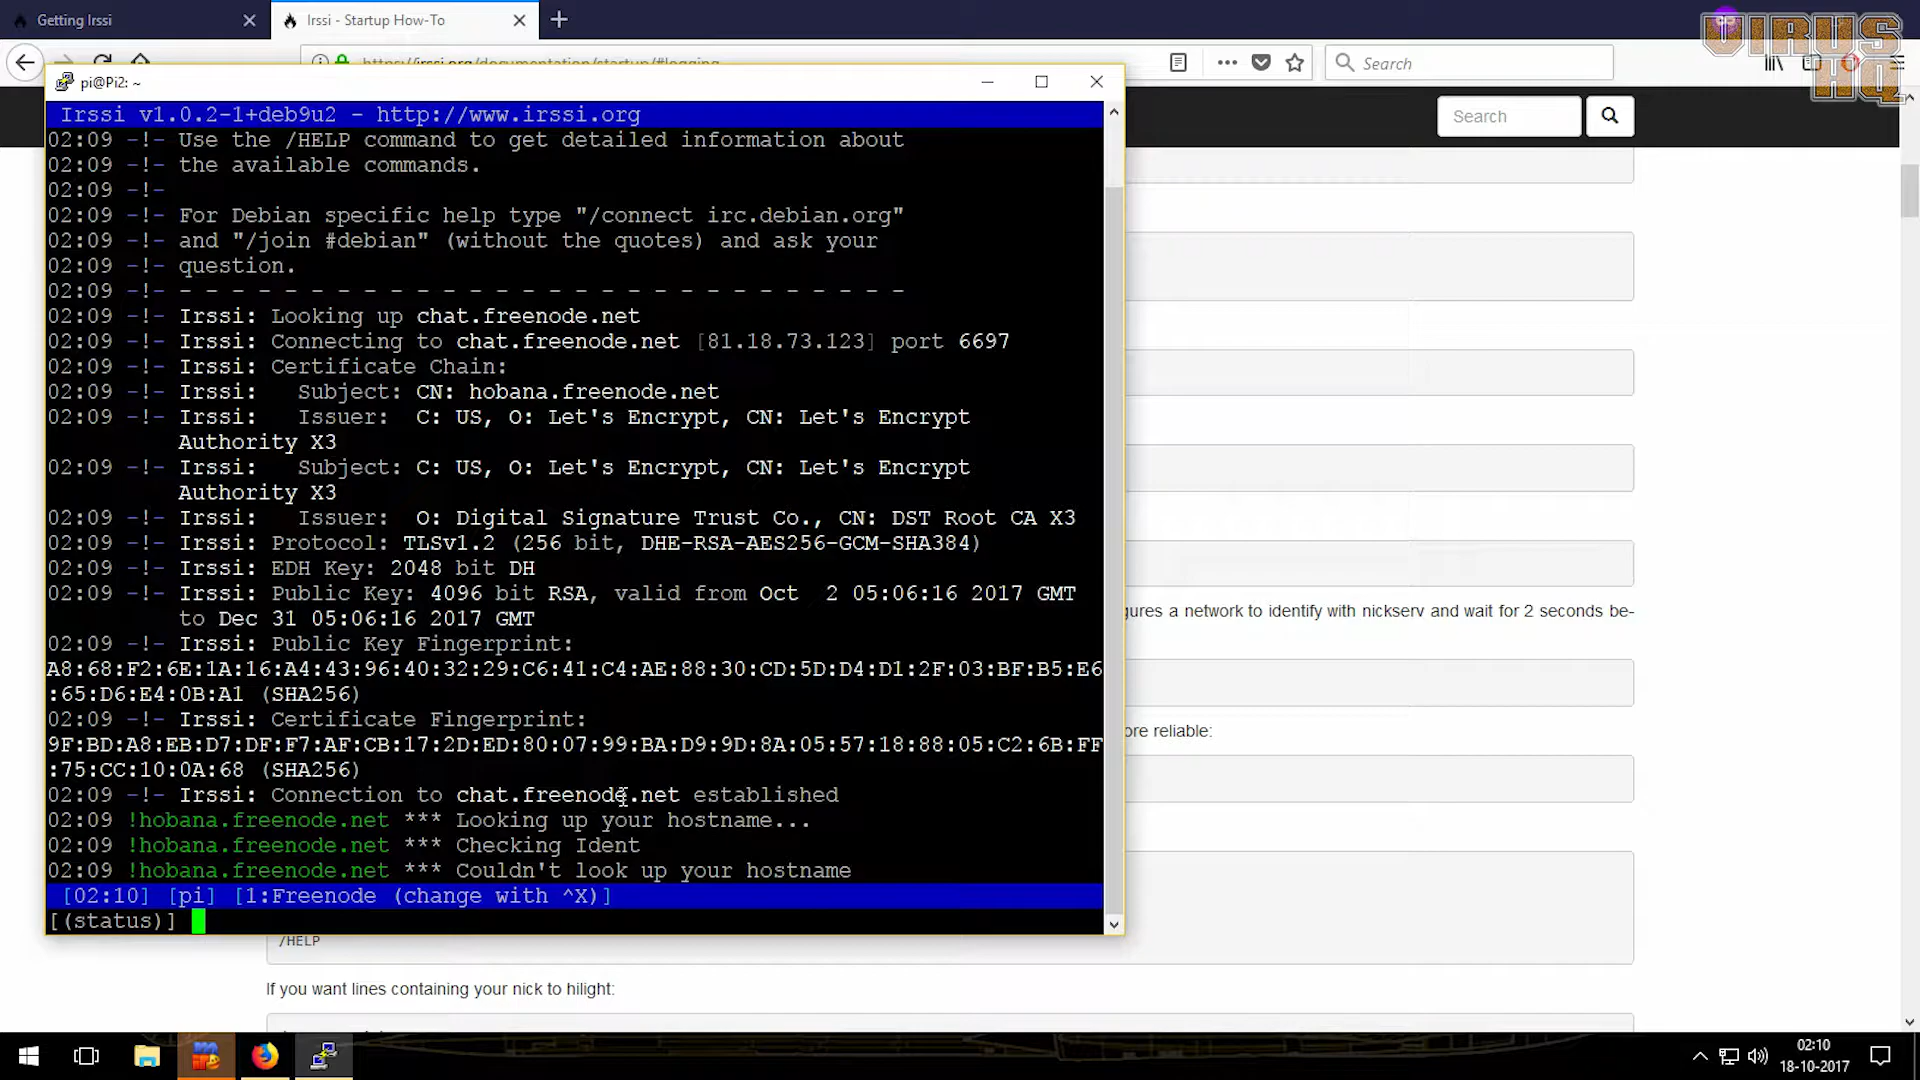 Getting Irssi
Irssi - Startup How-To
VIRUS
HQ
https://irssi.org/documentation/startup/#logging
Search
pi@Pi2: ~
Search
Irssi v1.0.2-1+deb9u2 - http://www.irssi.org
02:09 -!- Use the /HELP command to get detailed information about
02:09 -!- the available commands.
02:09 -!-
02:09 -!- For Debian specific help type "/connect irc.debian.org"
02:09 -!- and "/join #debian" (without the quotes) and ask your
02:09 -!- question.
02:09 -!- - - - - - - - - - - - - - - - - - - - - - - - - - - - -
02:09 -!- Irssi: Looking up chat.freenode.net
02:09 -!- Irssi: Connecting to chat.freenode.net [81.18.73.123] port 6697
02:09 -!- Irssi: Certificate Chain:
02:09 -!- Irssi:   Subject: CN: hobana.freenode.net
02:09 -!- Irssi:   Issuer:  C: US, O: Let's Encrypt, CN: Let's Encrypt
Authority X3
02:09 -!- Irssi:   Subject: C: US, O: Let's Encrypt, CN: Let's Encrypt
Authority X3
02:09 -!- Irssi:   Issuer:  O: Digital Signature Trust Co., CN: DST Root CA X3
02:09 -!- Irssi: Protocol: TLSv1.2 (256 bit, DHE-RSA-AES256-GCM-SHA384)
02:09 -!- Irssi: EDH Key: 2048 bit DH
02:09 -!- Irssi: Public Key: 4096 bit RSA, valid from Oct  2 05:06:16 2017 GMT
to Dec 31 05:06:16 2017 GMT
02:09 -!- Irssi: Public Key Fingerprint:
A8:68:F2:6E:1A:16:A4:43:96:40:32:29:C6:41:C4:AE:88:30:CD:5D:D4:D1:2F:03:BF:B5:E6
:65:D6:E4:0B:A1 (SHA256)
02:09 -!- Irssi: Certificate Fingerprint:
9F:BD:A8:EB:D7:DF:F7:AF:CB:17:2D:ED:80:07:99:BA:D9:9D:8A:05:57:18:88:05:C2:6B:FF
:75:CC:10:0A:68 (SHA256)
02:09 -!- Irssi: Connection to chat.freenode.net established
02:09 !hobana.freenode.net *** Looking up your hostname...
02:09 !hobana.freenode.net *** Checking Ident
02:09 !hobana.freenode.net *** Couldn't look up your hostname
[02:10] [pi] [1:Freenode (change with ^X)]
[(status)]
gures a network to identify with nickserv and wait for 2 seconds be-
ore reliable:
/HELP
If you want lines containing your nick to hilight:
02:10
18-10-2017